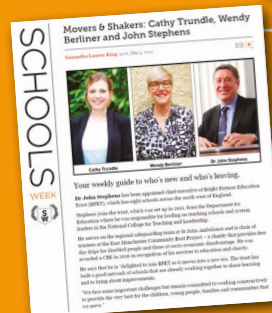 Movers & Shakers: Cathy Trundle, Wendy
Berliner and John Stephens
Samantha Louise King
SCHOOLS
WEEK
Cathy Trundle
Wendy Berliner
Dr John Stephens
Your weekly guide to who's new and who's leaving.
Dr John Stephens has been appointed chief executive of Bright Futures Education
Trust (BFET), which has eight schools across the north west of England.
Stephens joins the trust, which was set up in 2011, from the Department for
Education where he was responsible for leading on teaching schools and system
leaders in the National College for Teaching and Leadership.
He serves on the regional safeguarding team at St John Ambulance and is chair of
trustees at the East Manchester Community Boat Project – a charity that provides free
day trips for disabled people and those at socio-economic disadvantage. He was
awarded a CBE in 2016 in recognition of his services to education and charity.
He says that he is "delighted to join BFET as it moves into a new era. The trust has
built a good network of schools that are already working together to share learning
and to bring about improvements.
"We face some important challenges but remain committed to working constructively
to provide the very best for the children, young people, families and communities that
we serve."